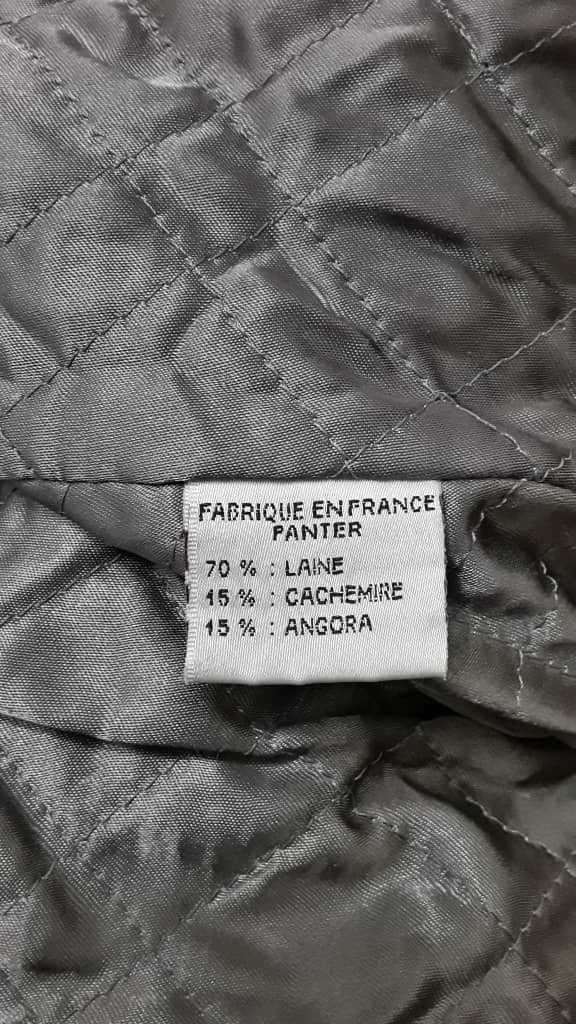 FABRIQUE EN FRANCE
PANTER
70 % : LAINE
15 % : CACHEMIRE
15 % : ANGORA